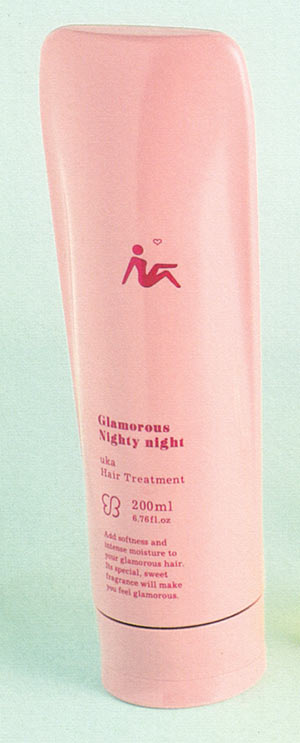 Glamorous
Nighty night
uka
Hair Treatment
200ml
6.76fl.oz
Add softness and
intense moisture to
your glamorous hair.
Its special, sweet
fragrance will make
you feel glamorous.